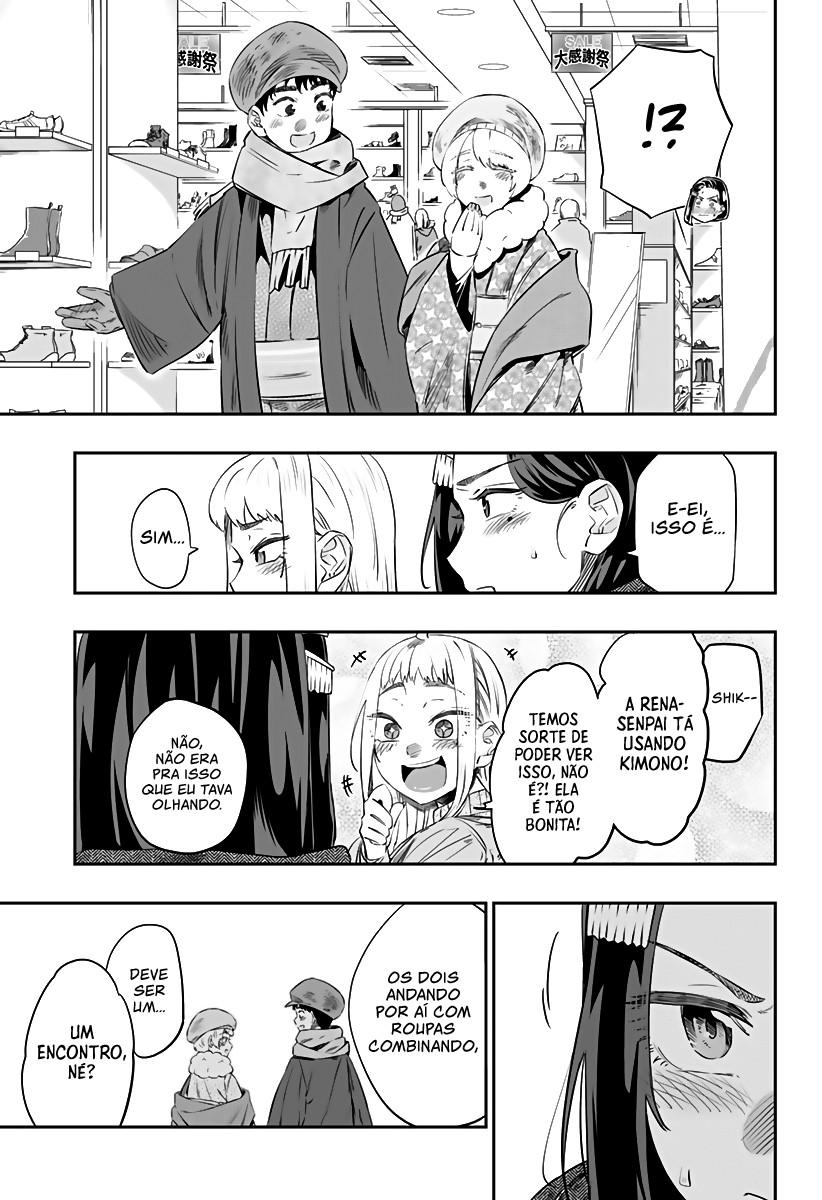 SALE
大感謝祭
SALE
大感謝祭
!?
E-EI,
ISSO É...
SIM...
SHIK--
A RENA-
SENPAI TÁ
USANDO
KIMONO!
TEMOS
SORTE DE
PODER VER
ISSO, NÃO
É?! ELA
É TÃO
BONITA!
NÃO,
NÃO ERA
PRA ISSO
QUE EU TAVA
OLHANDO.
OS DOIS
ANDANDO
POR AÍ COM
ROUPAS
COMBINANDO,
DEVE
SER
UM...
UM
ENCONTRO,
NÉ?